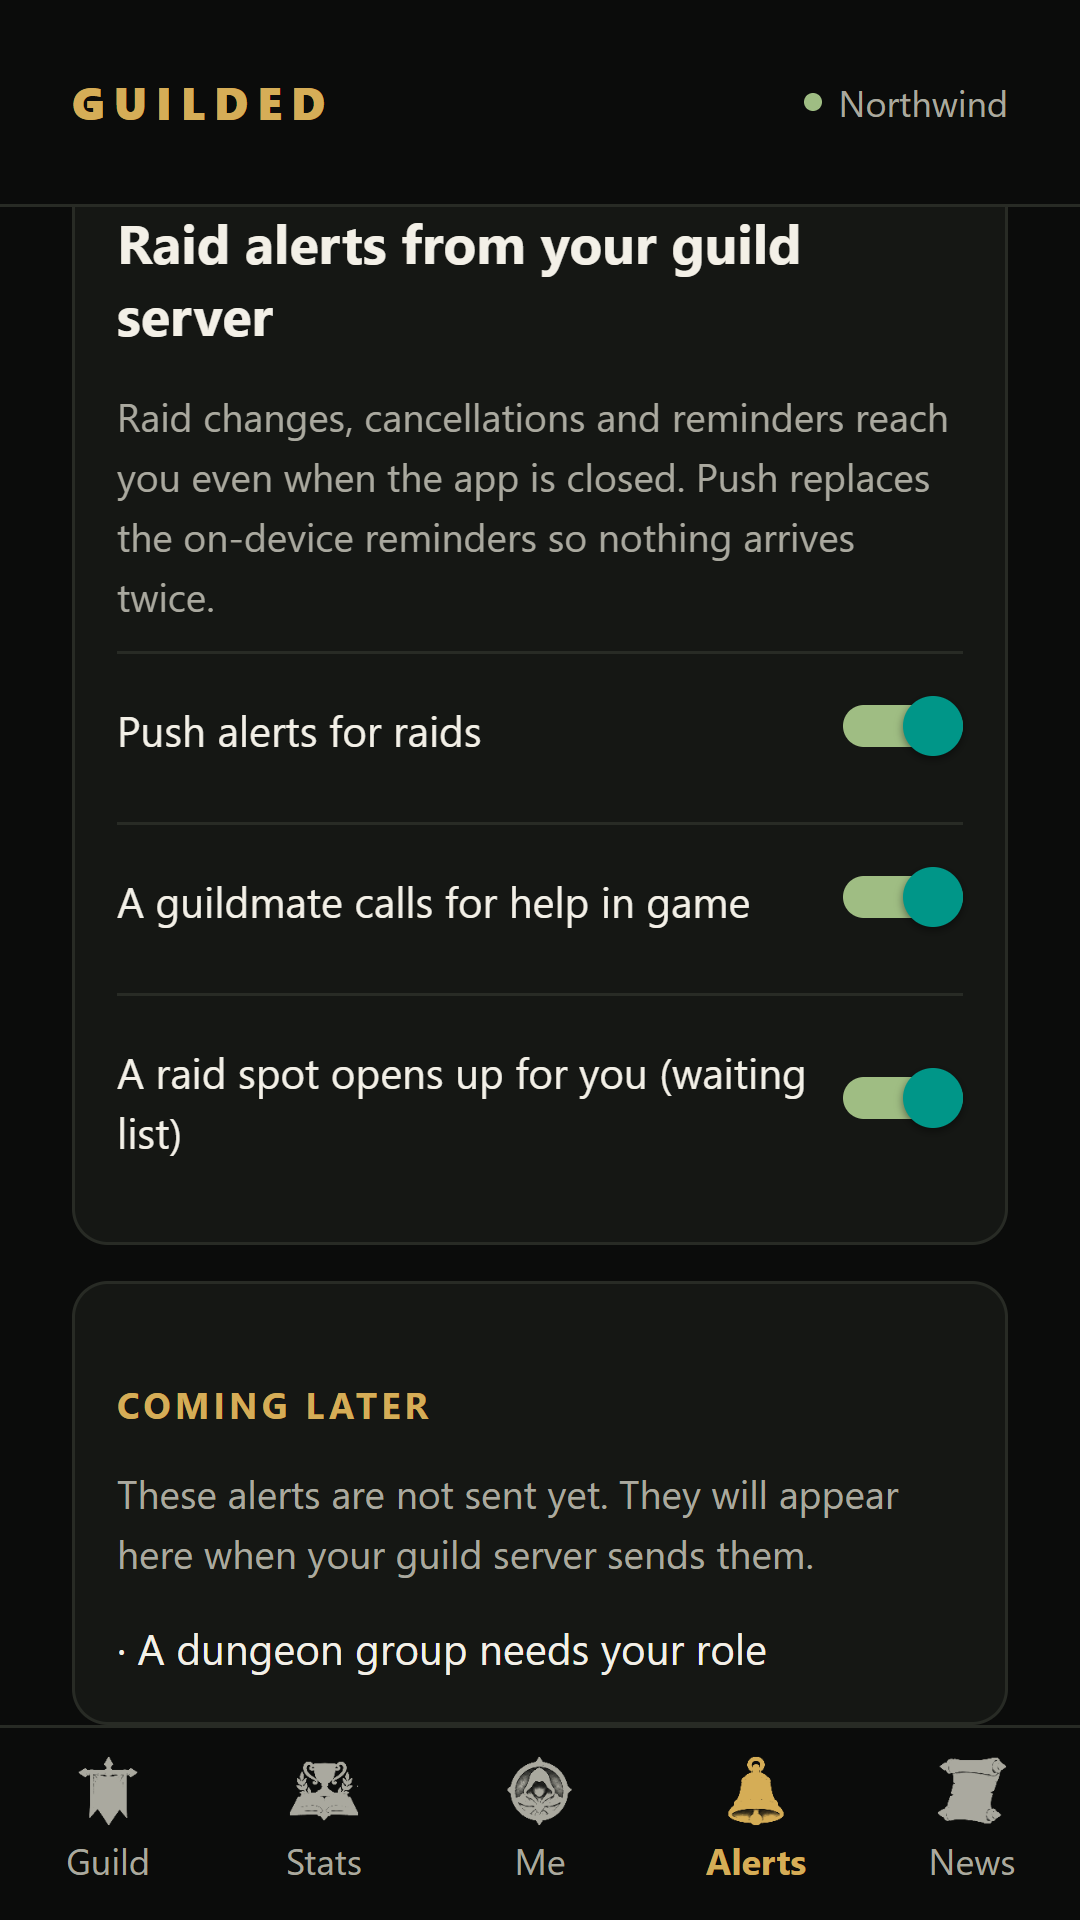 GUILDED
Northwind
Raid alerts from your guild
server
Raid changes, cancellations and reminders reach
you even when the app is closed. Push replaces
the on-device reminders so nothing arrives
twice.
Push alerts for raids
A guildmate calls for help in game
A raid spot opens up for you (waiting
list)
COMING LATER
These alerts are not sent yet. They will appear
here when your guild server sends them.
· A dungeon group needs your role
Guild
Stats
Me
Alerts
News